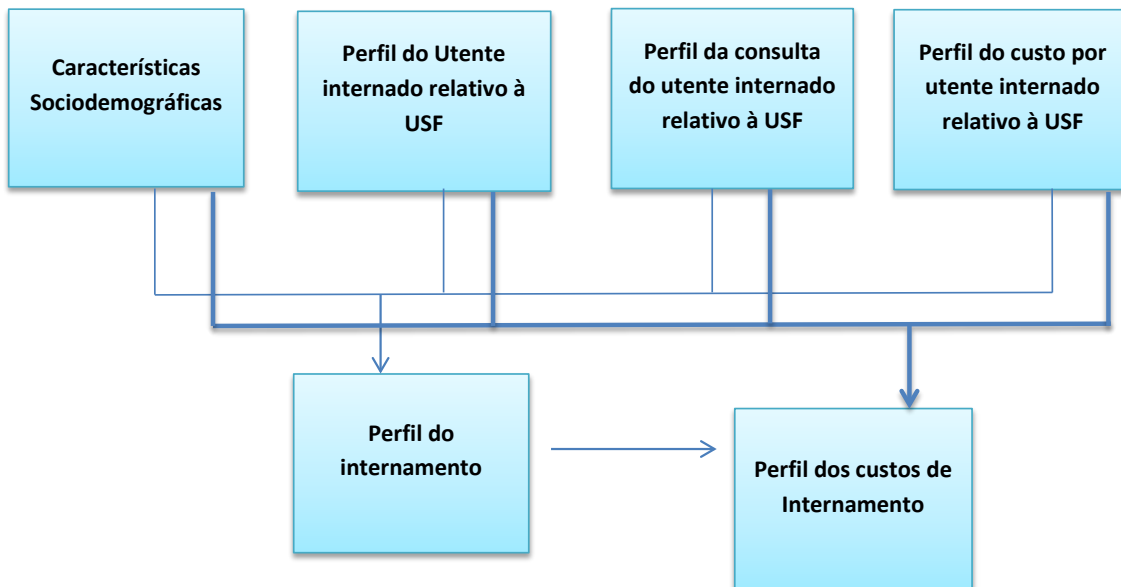 Característícas
Sociodemográficas
Perfil do Utente
internado relativo à
USF
Perfil da consulta
do utente internado
relativo à USF
Perfil do custo por
utente internado
relativo à USF
Perfil do
internamento
Perfil dos custos de
Internamento